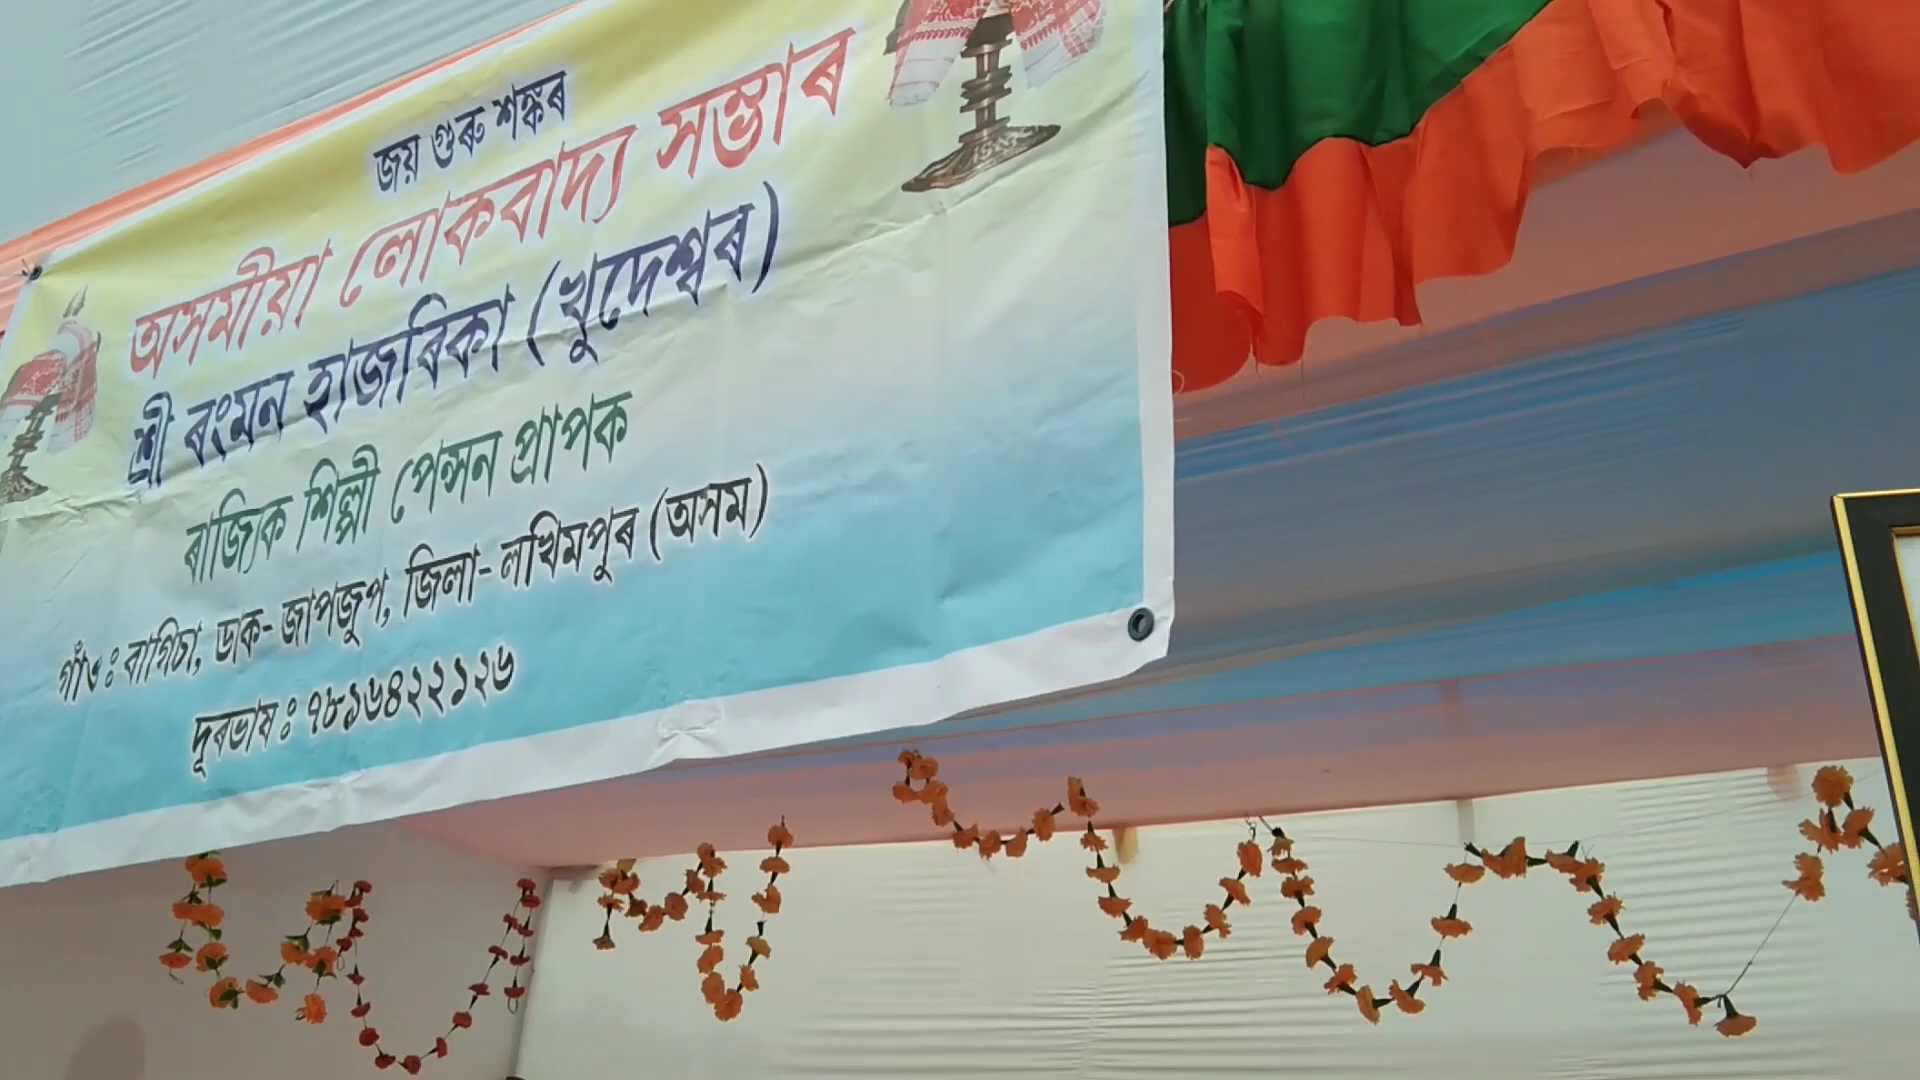 জয় গুৰু শঙ্কৰ
অসমীয়া লোকবাদ্য সম্ভাৰ
শ্ৰী ৰংমন হাজৰিকা (খুদেশ্বৰ)
ৰাজ্যিক শিল্পী পেন্সন প্ৰাপক
গাঁও ঃ বাগিচা, ডাক- জাপজুপ, জিলা- লখিমপুৰ (অসম)
দূৰভাষ ঃ ৭৮১৬৪২২১২৬